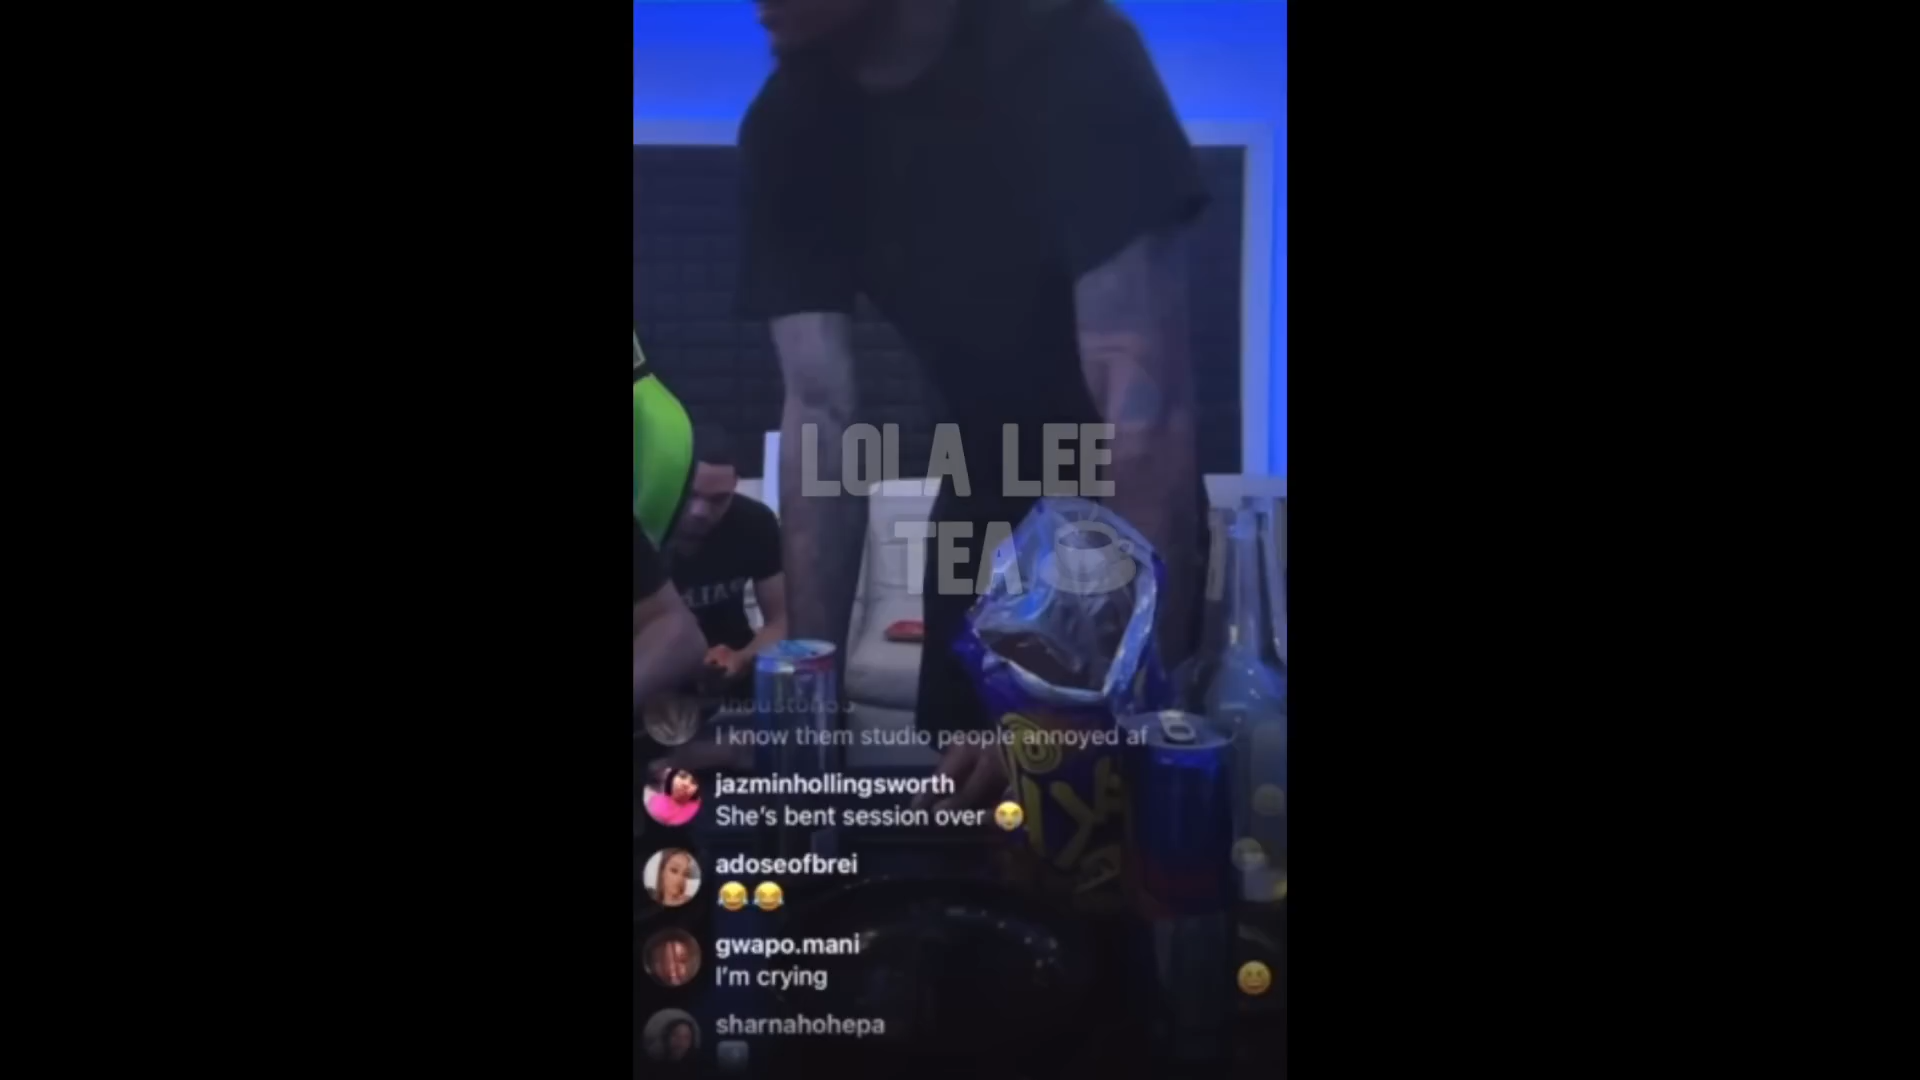 LOLA LEE
TEA
I know them studio people annoyed af
jazminhollingsworth
She's bent session over 😭
adoseofbrei
😂😂
gwapo.mani
I'm crying
sharnahohepa